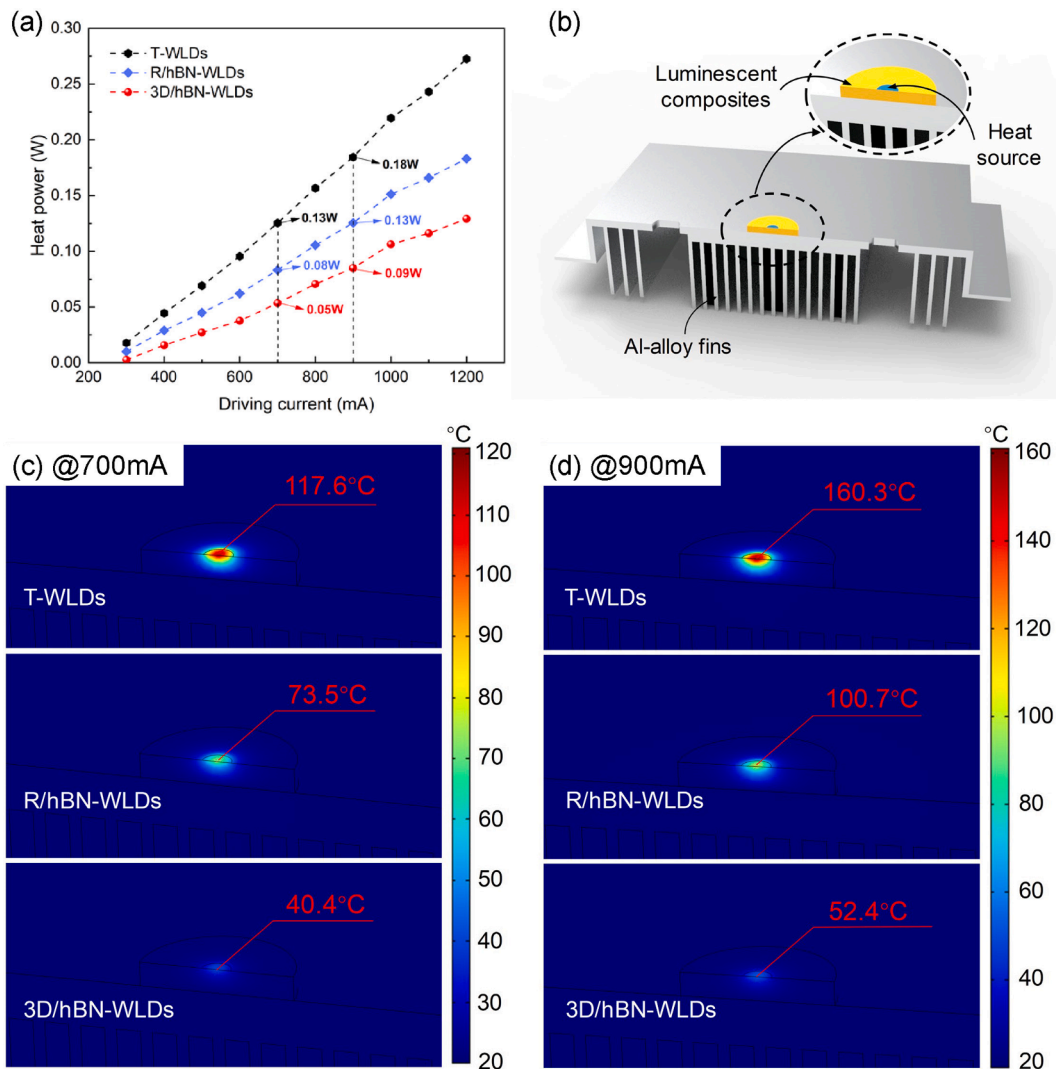 (a)
0.30
0.25
0.20
0.15
0.10
0.05
0.00
Heat power (W)
T-WLDs
R/hBN-WLDs
3D/hBN-WLDs
0.18W
0.13W
0.13W
0.08W
0.09W
0.05W
200
400
600
800
1000
1200
Driving current (mA)
(b)
Luminescent
composites
Heat
source
Al-alloy fins
(c) @700mA
°C
120
110
100
90
80
70
60
50
40
30
20
117.6°C
T-WLDs
73.5°C
R/hBN-WLDs
40.4°C
3D/hBN-WLDs
(d) @900mA
°C
160
140
120
100
80
60
40
20
160.3°C
T-WLDs
100.7°C
R/hBN-WLDs
52.4°C
3D/hBN-WLDs